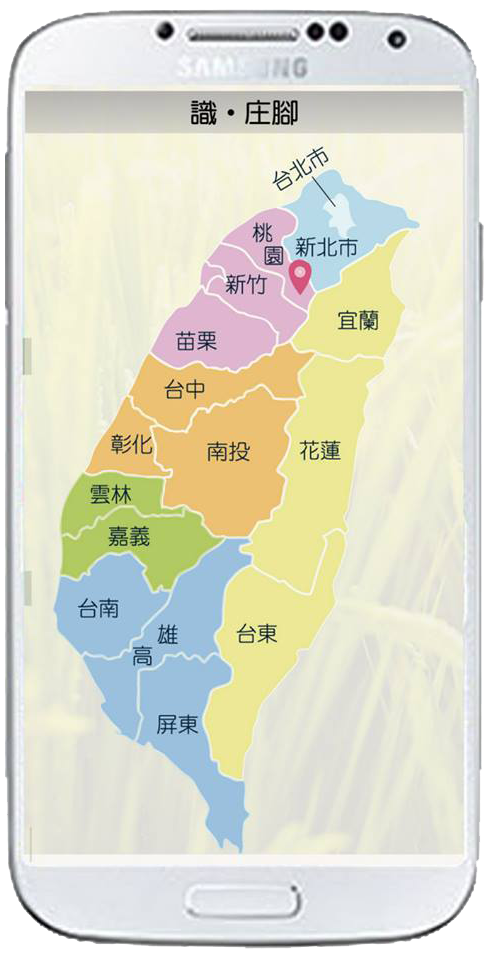 SAMSUNG
識・庄腳
台北市
桃園
新北市
新竹
宜蘭
苗栗
台中
彰化
南投
花蓮
雲林
嘉義
台南
高雄
台東
屏東